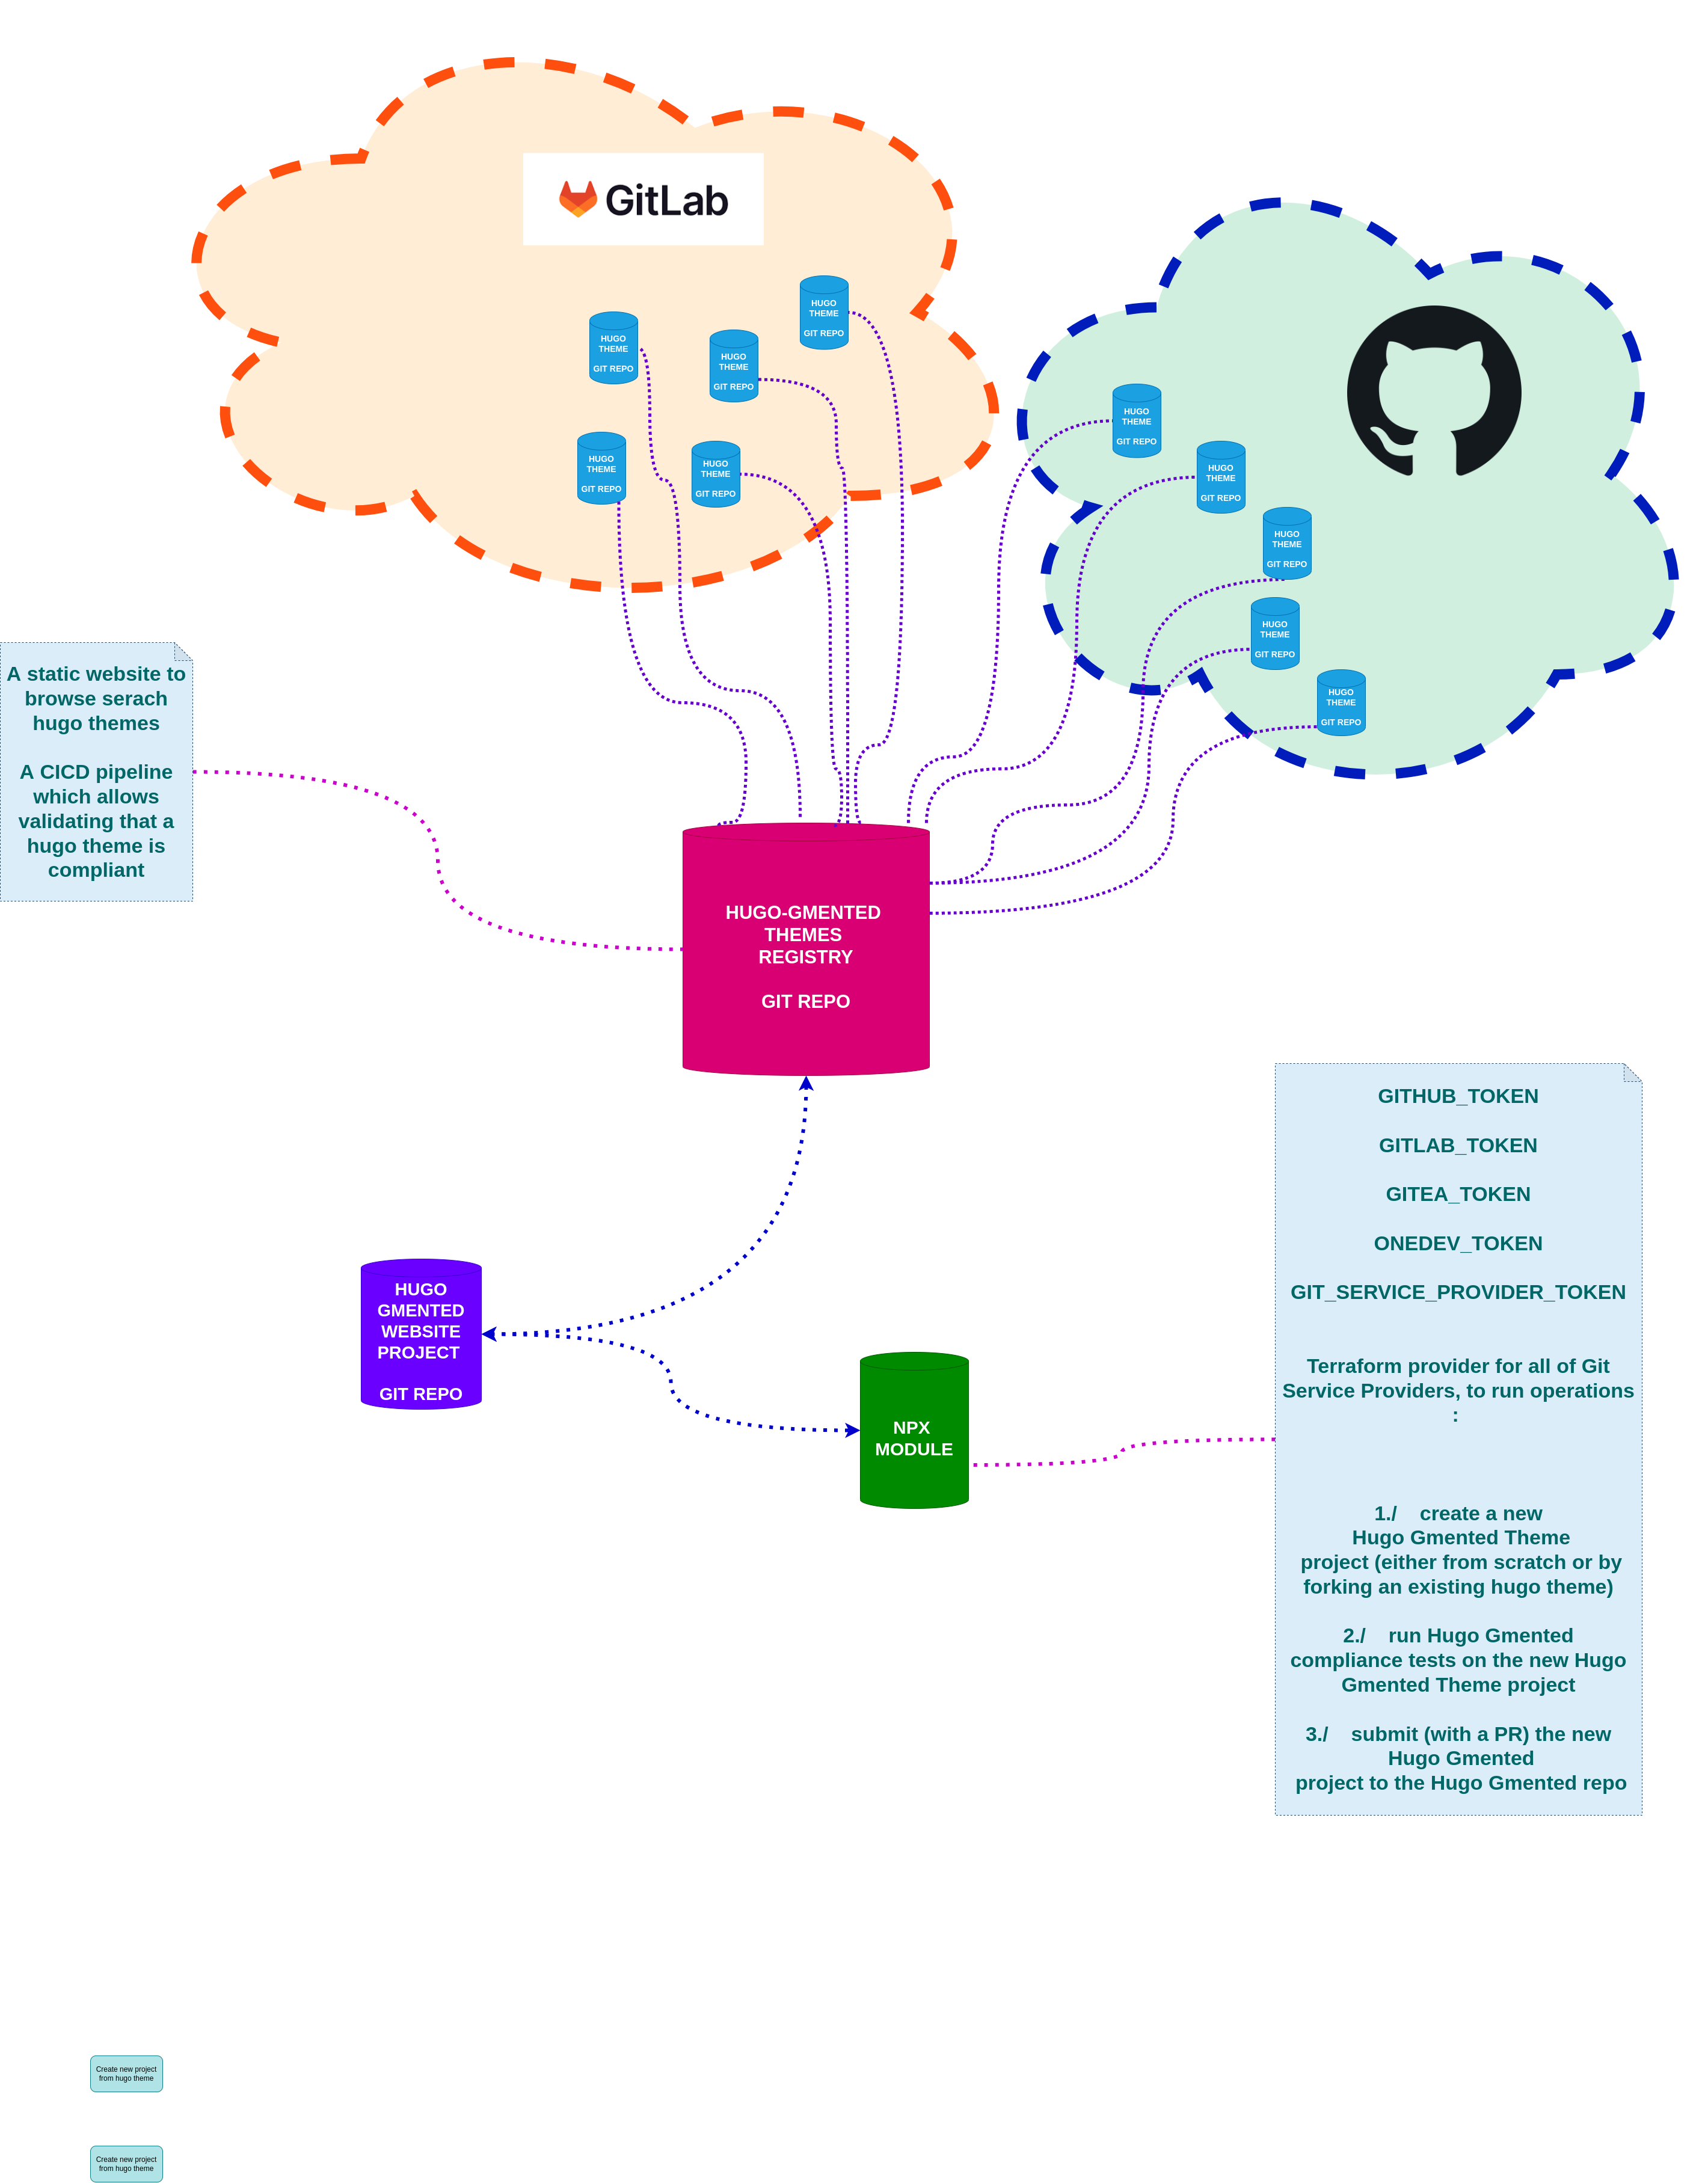 GitLab
HUGO
THEME
GIT REPO
HUGO
THEME
GIT REPO
HUGO
THEME
GIT REPO
HUGO
THEME
GIT REPO
HUGO
THEME
GIT REPO
HUGO
THEME
GIT REPO
HUGO
THEME
GIT REPO
HUGO
THEME
GIT REPO
HUGO
THEME
GIT REPO
HUGO
THEME
GIT REPO
A static website to
browse serach
hugo themes
A CICD pipeline
which allows
validating that a
hugo theme is
compliant
HUGO-GMENTED
THEMES
REGISTRY
GIT REPO
GITHUB_TOKEN
GITLAB_TOKEN
GITEA_TOKEN
ONEDEV_TOKEN
GIT_SERVICE_PROVIDER_TOKEN
Terraform provider for all of Git
Service Providers, to run operations
:
1./ create a new
Hugo Gmented Theme
project (either from scratch or by
forking an existing hugo theme)
2./ run Hugo Gmented
compliance tests on the new Hugo
Gmented Theme project
3./ submit (with a PR) the new
Hugo Gmented
project to the Hugo Gmented repo
HUGO
GMENTED
WEBSITE
PROJECT
GIT REPO
NPX
MODULE
Create new project
from hugo theme
Create new project
from hugo theme